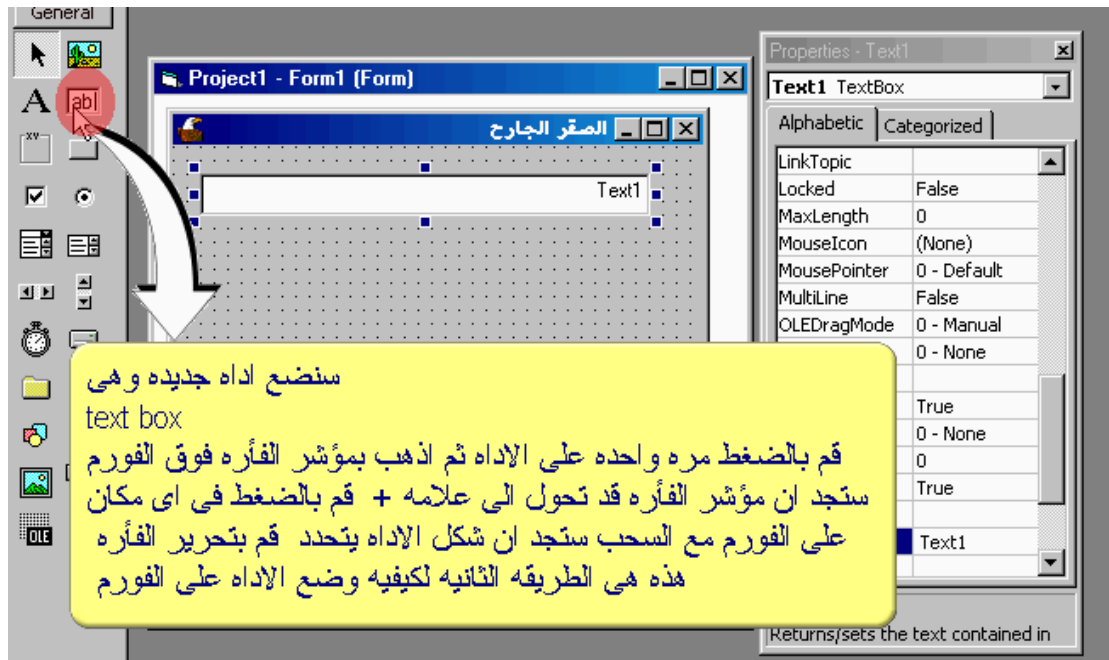 General
A
abl
xv
OLE
Project1 - Form1 (Form)
الصقر الجارح
Text1
Properties - Text1
Text1 TextBox
Alphabetic Categorized
LinkTopic
Locked False
MaxLength 0
MouseIcon (None)
MousePointer 0 - Default
MultiLine False
OLEDragMode 0 - Manual
0 - None
True
0 - None
0
True
Text1
Returns/sets the text contained in
سنضع اداه جديده وهى
text box
قم بالضغط مره واحده على الاداه ثم اذهب بمؤشر الفأره فوق الفورم
ستجد ان مؤشر الفأره قد تحول الى علامه + قم بالضغط فى اى مكان
على الفورم مع السحب ستجد ان شكل الاداه يتحدد قم بتحرير الفأره
هذه هى الطريقه الثانيه لكيفيه وضع الاداه على الفورم